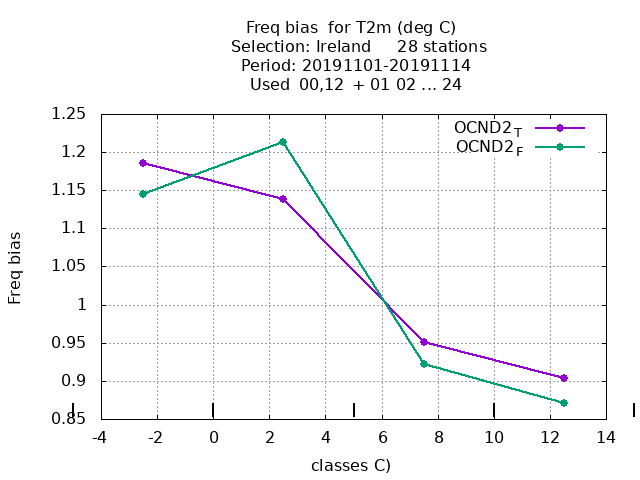 Freq bias  for T2m (deg C)
Selection: Ireland     28 stations
Period: 20191101-20191114
Used  00,12  + 01 02 ... 24
OCND2T
OCND2F
1.25
1.2
1.15
1.1
1.05
1
0.95
0.9
0.85
Freq bias
-4 -2 0 2 4 6 8 10 12 14
classes C)